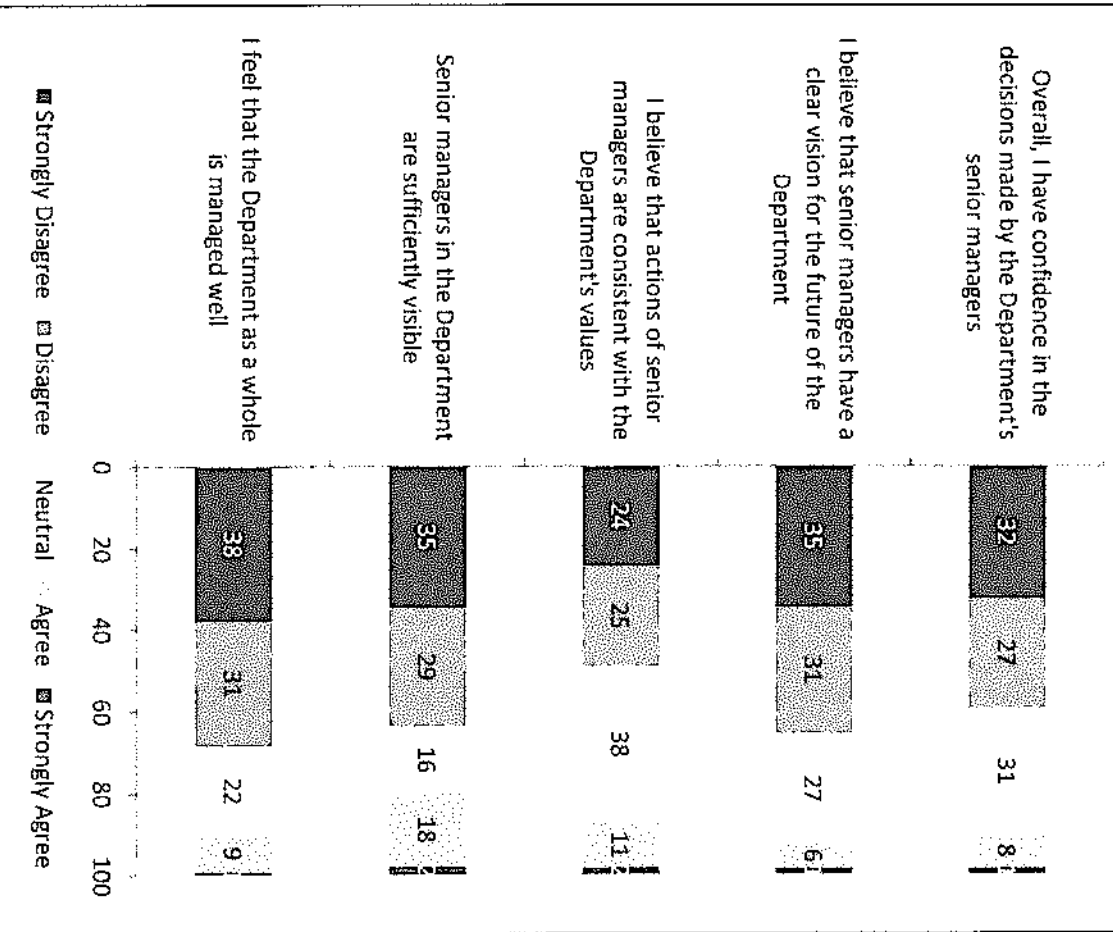 Overall, I have confidence in the
decisions made by the Department's
senior managers
32 27 31 8
I believe that senior managers have a
clear vision for the future of the
Department
35 31 27 6
I believe that actions of senior
managers are consistent with the
Department's values
24 25 38 11
Senior managers in the Department
are sufficiently visible
35 29 16 18
I feel that the Department as a whole
is managed well
38 31 22 9
0 20 40 60 80 100
Strongly Disagree Disagree Neutral Agree Strongly Agree